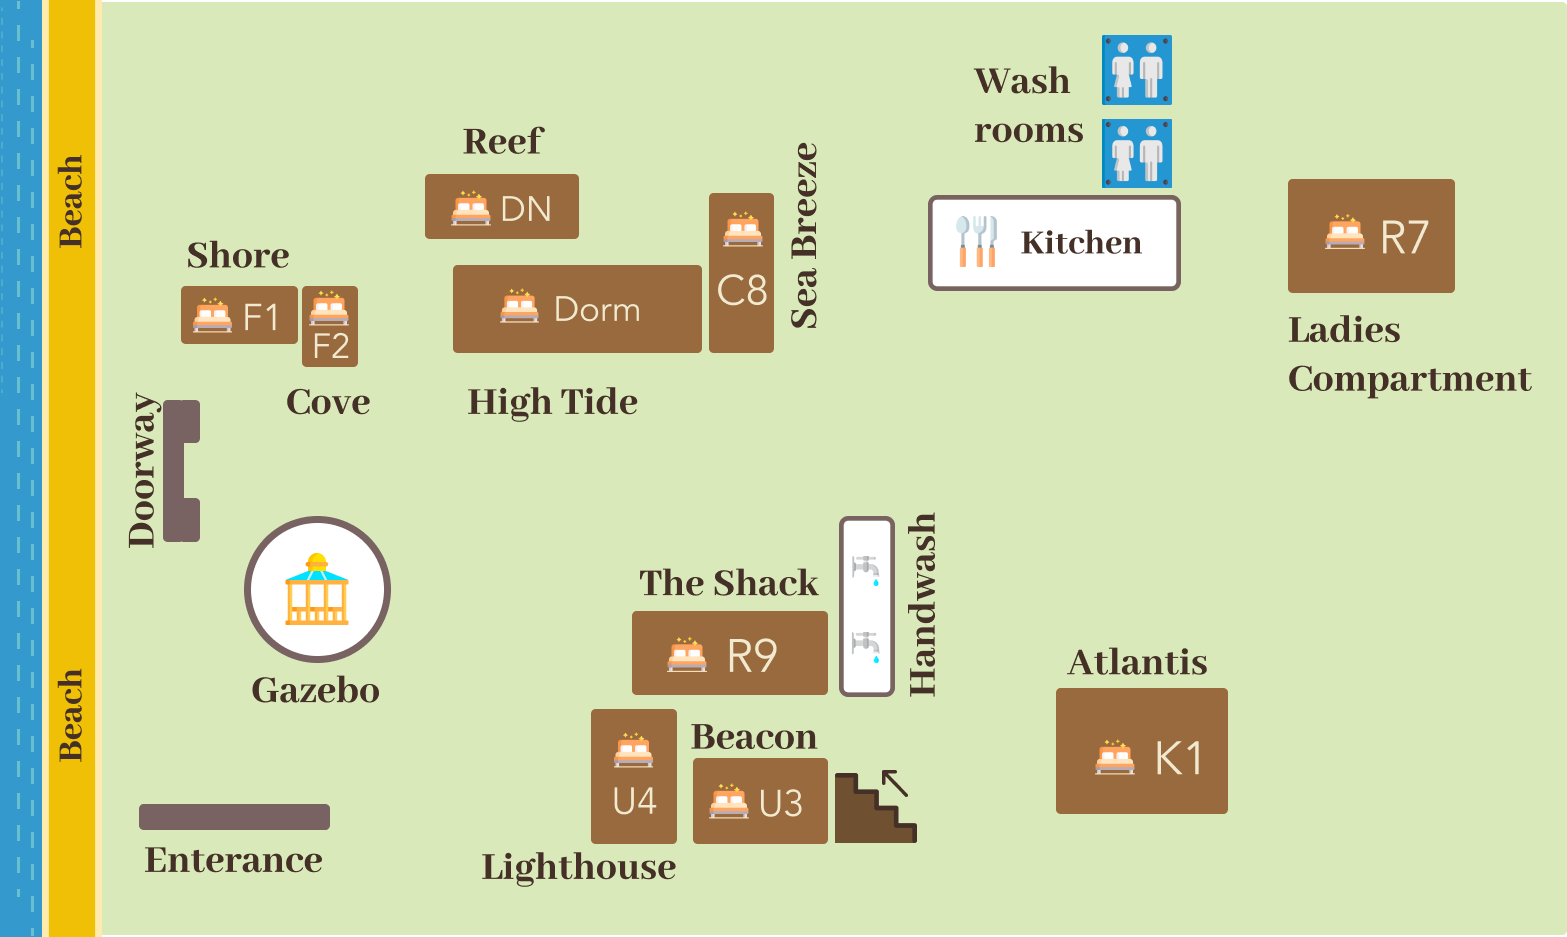 Beach
Beach
Wash
rooms
Reef
DN
Sea Breeze
C8
Kitchen
R7
Ladies
Compartment
Shore
F1
F2
Cove
Dorm
High Tide
Doorway
Gazebo
The Shack
R9
Handwash
Atlantis
K1
Beacon
U4
U3
Lighthouse
Enterance